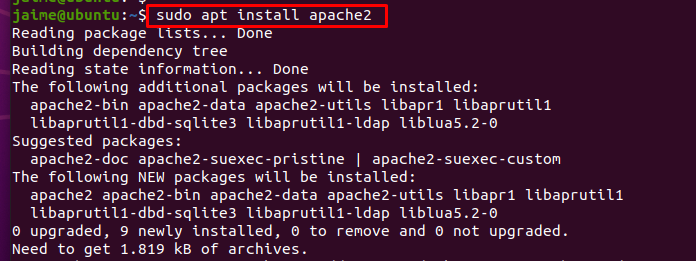 jaime@ubuntu:~$ sudo apt install apache2
Reading package lists... Done
Building dependency tree
Reading state information... Done
The following additional packages will be installed:
  apache2-bin apache2-data apache2-utils libapr1 libaprutil1
  libaprutil1-dbd-sqlite3 libaprutil1-ldap liblua5.2-0
Suggested packages:
  apache2-doc apache2-suexec-pristine | apache2-suexec-custom
The following NEW packages will be installed:
  apache2 apache2-bin apache2-data apache2-utils libapr1 libaprutil1
  libaprutil1-dbd-sqlite3 libaprutil1-ldap liblua5.2-0
0 upgraded, 9 newly installed, 0 to remove and 0 not upgraded.
Need to get 1.819 kB of archives.